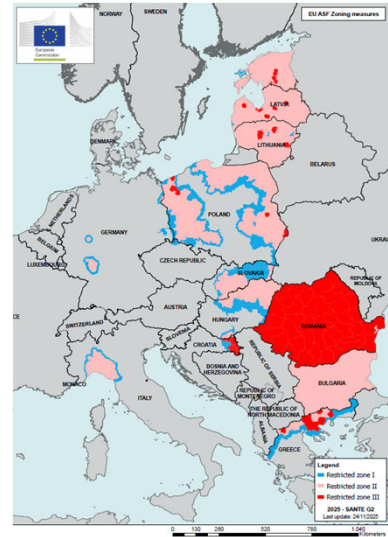 NORWAY
SWEDEN
EU ASF Zoning measures
European
Commission
LATVIA
DENMARK
LITHUANIA
BELARUS
NETHERLANDS
POLAND
GERMANY
BELGIUM
LUXEMBOURG
CZECH REPUBLIC
UKRAI
SLOVAKIA
REPUBLIC OF
MOLDOVA
AUSTRIA
HUNGARY
CE
SWITZERLAND
SLOVENIA
ROMANIA
CROATIA
BOSNIA AND
HERZEGOVINA
REPUBLIC OF SERBIA
MONACO
ITALY
BULGARIA
REPUBLIC OF
MONTENEGRO
THE REPUBLIC OF
NORTH MACEDONIA
ALBANIA
GREECE
Legend
Restricted zone I
Restricted zone II
Restricted zone III
2025 - SANTE G2
Last update: 24/11/2025
0 130 260 520 780 1.040
Kilometers